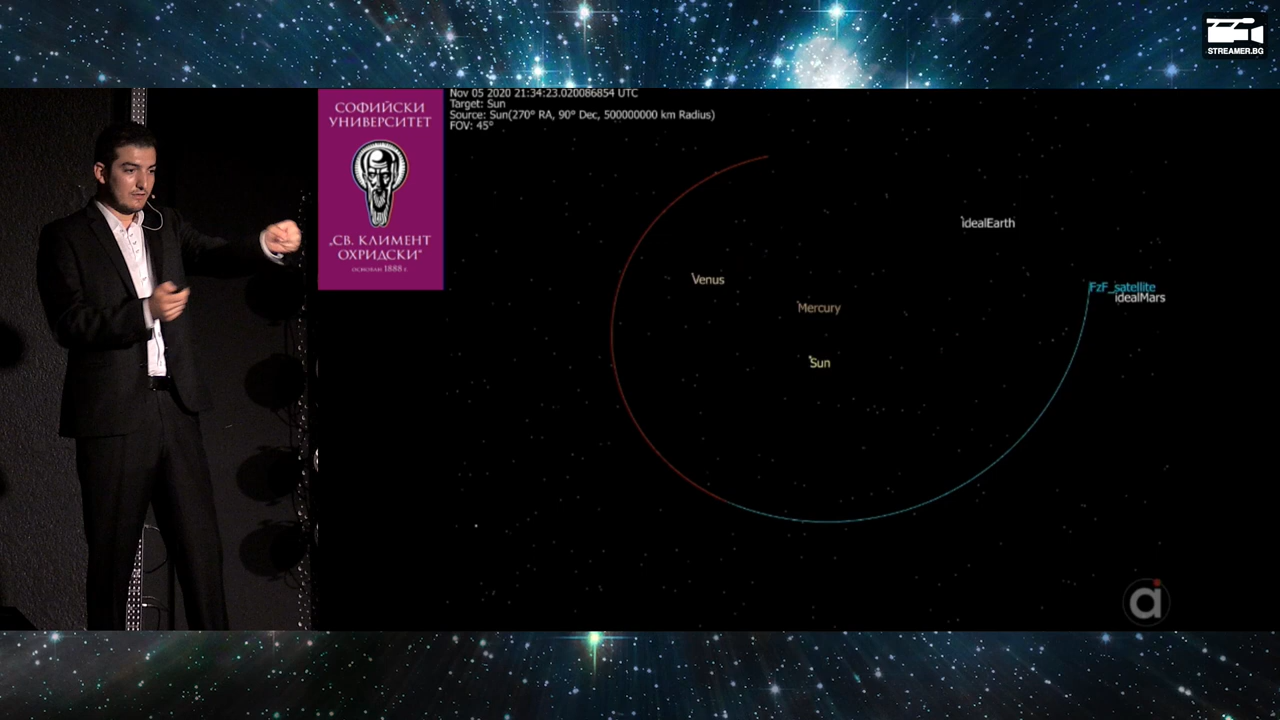 STREAMER.BG
СОФИЙСКИ
УНИВЕРСИТЕТ
„СВ. КЛИМЕНТ
ОХРИДСКИ“
ОСНОВАН 1888 г.
Nov 05 2020 21:34:23.020086854 UTC
Target: Sun
Source: Sun(270° RA, 90° Dec, 500000000 km Radius)
FOV: 45°
idealEarth
Venus
FzF_satellite
idealMars
Mercury
Sun
a